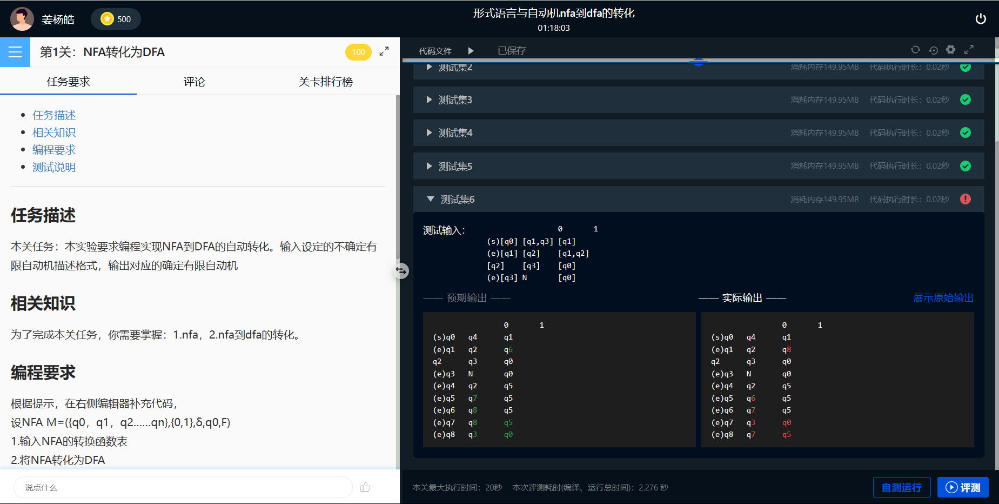 姜杨皓
500
形式语言与自动机nfa到dfa的转化
01:18:03
第1关：NFA转化为DFA
100
任务要求 评论 关卡排行榜
任务描述
相关知识
编程要求
测试说明
任务描述
本关任务：本实验要求编程实现NFA到DFA的自动转化。输入设定的不确定有
限自动机描述格式，输出对应的确定有限自动机
相关知识
为了完成本关任务，你需要掌握：1.nfa，2.nfa到dfa的转化。
编程要求
根据提示，在右侧编辑器补充代码，
设NFA M=({q0，q1，q2......qn},{0,1},δ,q0,F)
1.输入NFA的转换函数表
2.将NFA转化为DFA
说点什么
代码文件 已保存
测试集2 消耗内存149.95MB 代码执行时长：0.02秒
测试集3 消耗内存149.95MB 代码执行时长：0.02秒
测试集4 消耗内存149.95MB 代码执行时长：0.02秒
测试集5 消耗内存149.95MB 代码执行时长：0.02秒
测试集6 消耗内存149.95MB 代码执行时长：0.02秒
测试输入： 0 1
(s)[q0] [q1,q3] [q1]
(e)[q1] [q2] [q1,q2]
[q2] [q3] [q0]
(e)[q3] N [q0]
—— 预期输出 ——
0 1
(s)q0 q4 q1
(e)q1 q2 q6
q2 q3 q0
(e)q3 N q0
(e)q4 q2 q5
(e)q5 q7 q5
(e)q6 q8 q5
(e)q7 q8 q5
(e)q8 q3 q0
—— 实际输出 —— 展示原始输出
0 1
(s)q0 q4 q1
(e)q1 q2 q8
q2 q3 q0
(e)q3 N q0
(e)q4 q2 q5
(e)q5 q6 q5
(e)q6 q7 q5
(e)q7 q3 q0
(e)q8 q7 q5
本关最大执行时间：20秒 本次评测耗时(编译、运行总时间)：2.276 秒
自测运行 评测